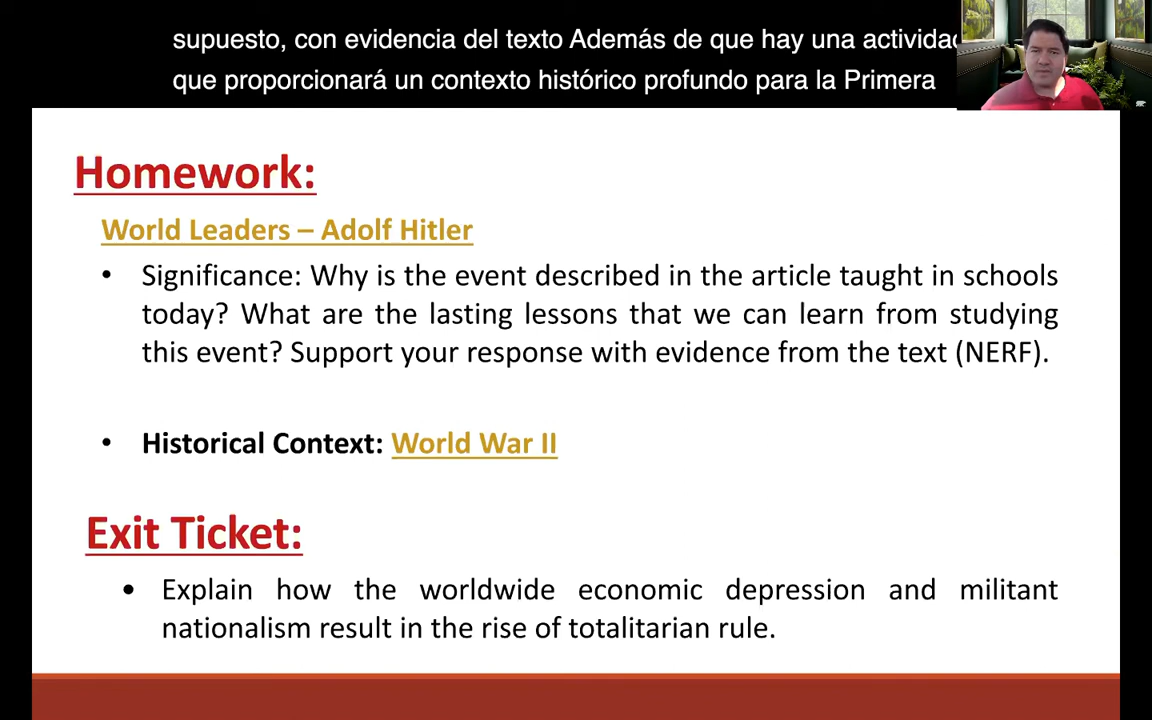 supuesto, con evidencia del texto Además de que hay una actividad
que proporcionará un contexto histórico profundo para la Primera
Homework:
World Leaders – Adolf Hitler
• Significance: Why is the event described in the article taught in schools
today? What are the lasting lessons that we can learn from studying
this event? Support your response with evidence from the text (NERF).
• Historical Context: World War II
Exit Ticket:
• Explain how the worldwide economic depression and militant
nationalism result in the rise of totalitarian rule.